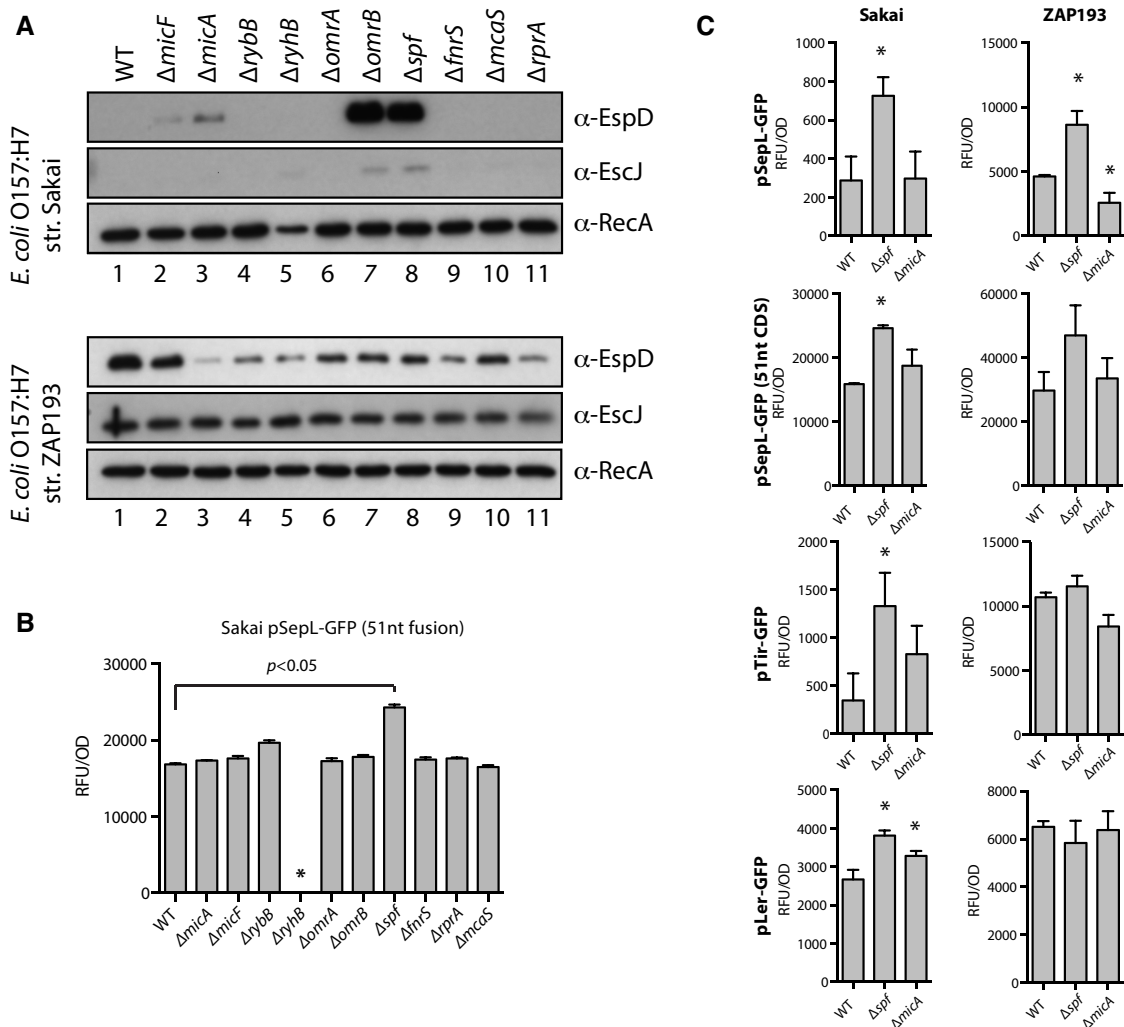 A
WT
ΔmicF
ΔmicA
ΔrybB
ΔryhB
ΔomrA
ΔomrB
Δspf
ΔfnrS
ΔmcaS
ΔrprA
E. coli O157:H7
str. Sakai
α-EspD
α-EscJ
α-RecA
1 2 3 4 5 6 7 8 9 10 11
E. coli O157:H7
str. ZAP193
α-EspD
α-EscJ
α-RecA
1 2 3 4 5 6 7 8 9 10 11
B
Sakai pSepL-GFP (51nt fusion)
p<0.05
RFU/OD
30000
20000
10000
0
*
WT
ΔmicA
ΔmicF
ΔrybB
ΔryhB
ΔomrA
ΔomrB
Δspf
ΔfnrS
ΔrprA
ΔmcaS
C
Sakai
ZAP193
pSepL-GFP
RFU/OD
1000
800
600
400
200
0
*
WT
Δspf
ΔmicA
RFU/OD
15000
10000
5000
0
*
*
WT
Δspf
ΔmicA
pSepL-GFP (51nt CDS)
RFU/OD
30000
20000
10000
0
*
WT
Δspf
ΔmicA
RFU/OD
60000
40000
20000
0
WT
Δspf
ΔmicA
pTir-GFP
RFU/OD
2000
1500
1000
500
0
*
WT
Δspf
ΔmicA
RFU/OD
15000
10000
5000
0
WT
Δspf
ΔmicA
pLer-GFP
RFU/OD
5000
4000
3000
2000
1000
0
*
*
WT
Δspf
ΔmicA
RFU/OD
8000
6000
4000
2000
0
WT
Δspf
ΔmicA